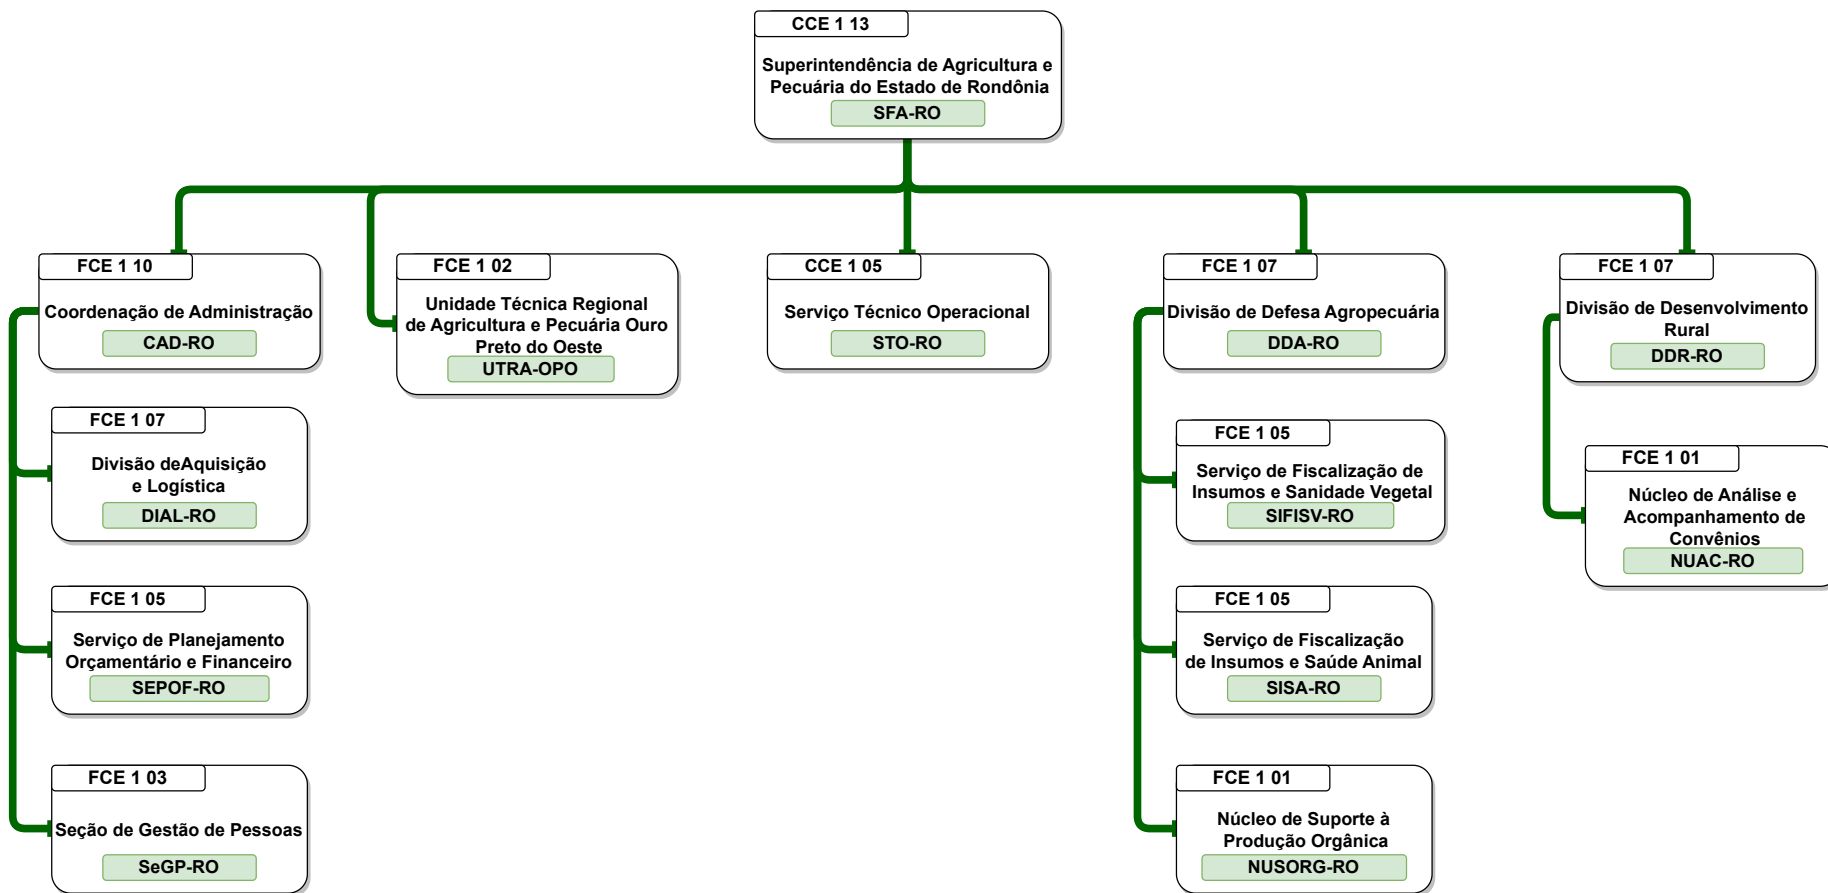 CCE 1 13
Superintendência de Agricultura e
Pecuária do Estado de Rondônia
SFA-RO
FCE 1 10
Coordenação de Administração
CAD-RO
FCE 1 07
Divisão deAquisição
e Logística
DIAL-RO
FCE 1 05
Serviço de Planejamento
Orçamentário e Financeiro
SEPOF-RO
FCE 1 03
Seção de Gestão de Pessoas
SeGP-RO
FCE 1 02
Unidade Técnica Regional
de Agricultura e Pecuária Ouro
Preto do Oeste
UTRA-OPO
CCE 1 05
Serviço Técnico Operacional
STO-RO
FCE 1 07
Divisão de Defesa Agropecuária
DDA-RO
FCE 1 05
Serviço de Fiscalização de
Insumos e Sanidade Vegetal
SIFISV-RO
FCE 1 05
Serviço de Fiscalização
de Insumos e Saúde Animal
SISA-RO
FCE 1 01
Núcleo de Suporte à
Produção Orgânica
NUSORG-RO
FCE 1 07
Divisão de Desenvolvimento
Rural
DDR-RO
FCE 1 01
Núcleo de Análise e
Acompanhamento de
Convênios
NUAC-RO